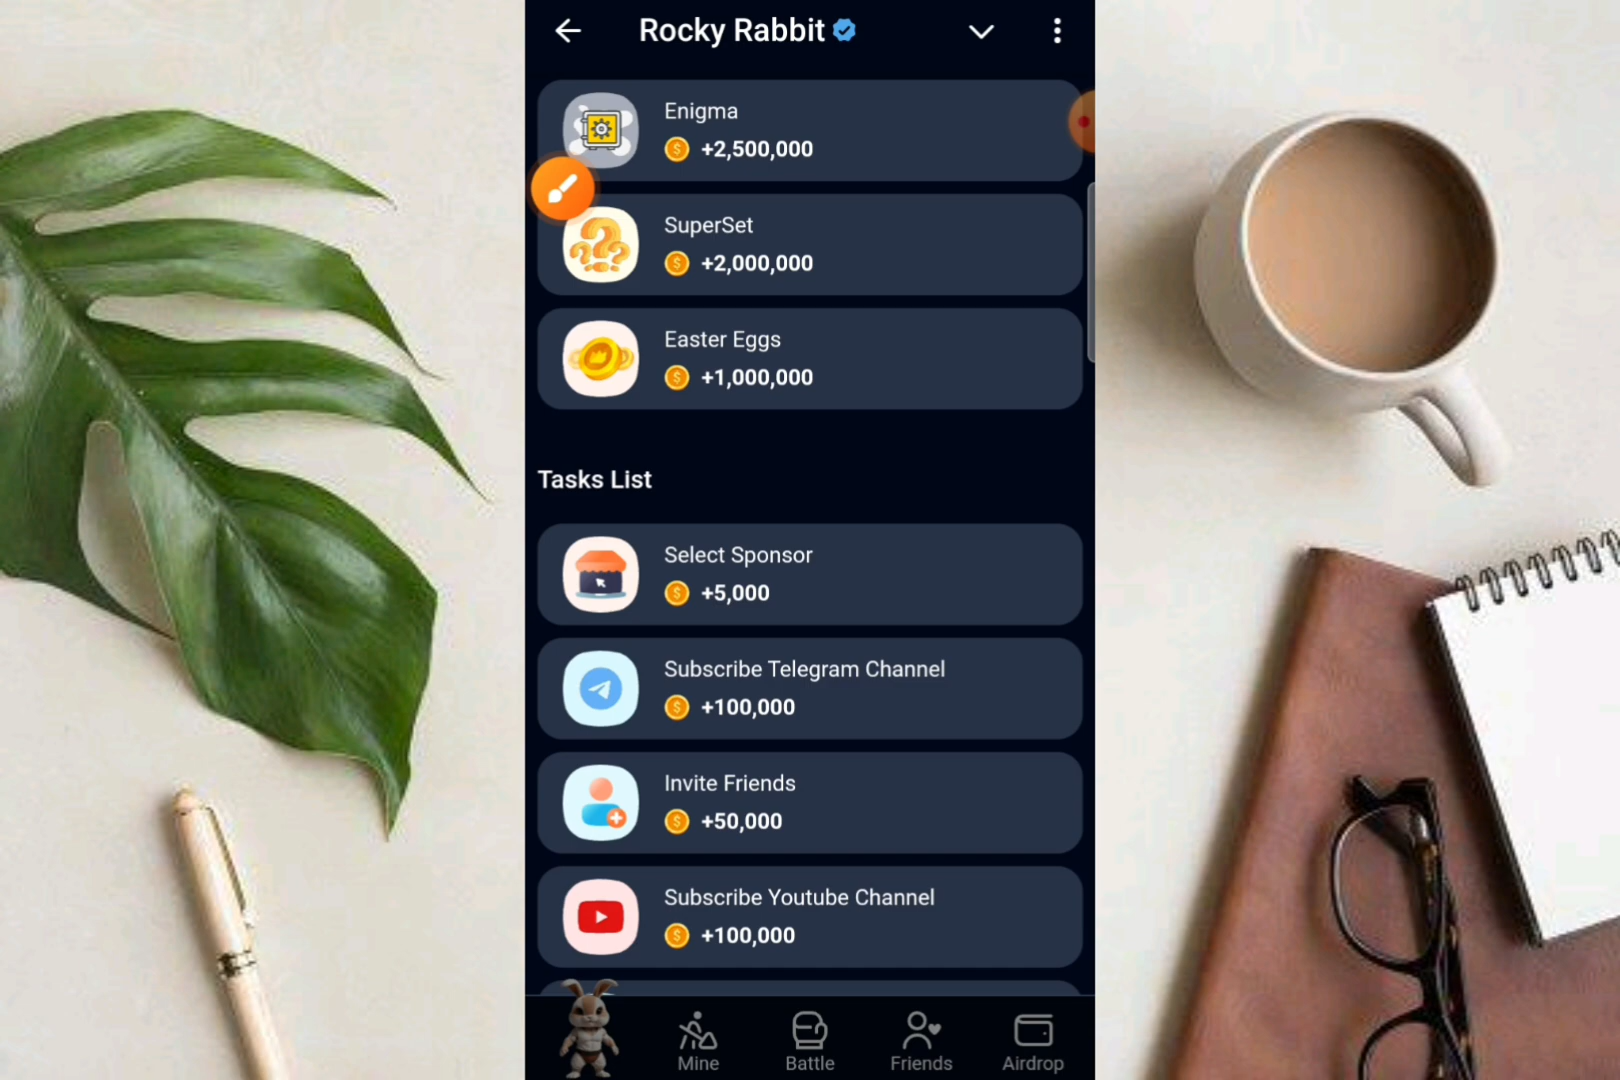 Rocky Rabbit
Enigma
+2,500,000
SuperSet
+2,000,000
Easter Eggs
+1,000,000
Tasks List
Select Sponsor
+5,000
Subscribe Telegram Channel
+100,000
Invite Friends
+50,000
Subscribe Youtube Channel
+100,000
Mine
Battle
Friends
Airdrop